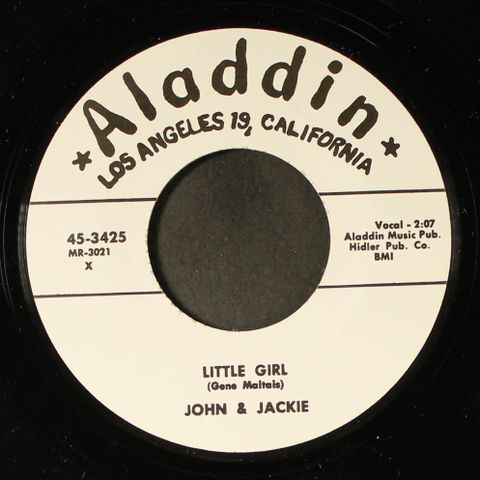 ★Aladdin★
LOS ANGELES 19, CALIFORNIA
45-3425
MR-3021
X
Vocal - 2:07
Aladdin Music Pub.
Hidler Pub. Co.
BMI
LITTLE GIRL
(Gene Maltais)
JOHN & JACKIE